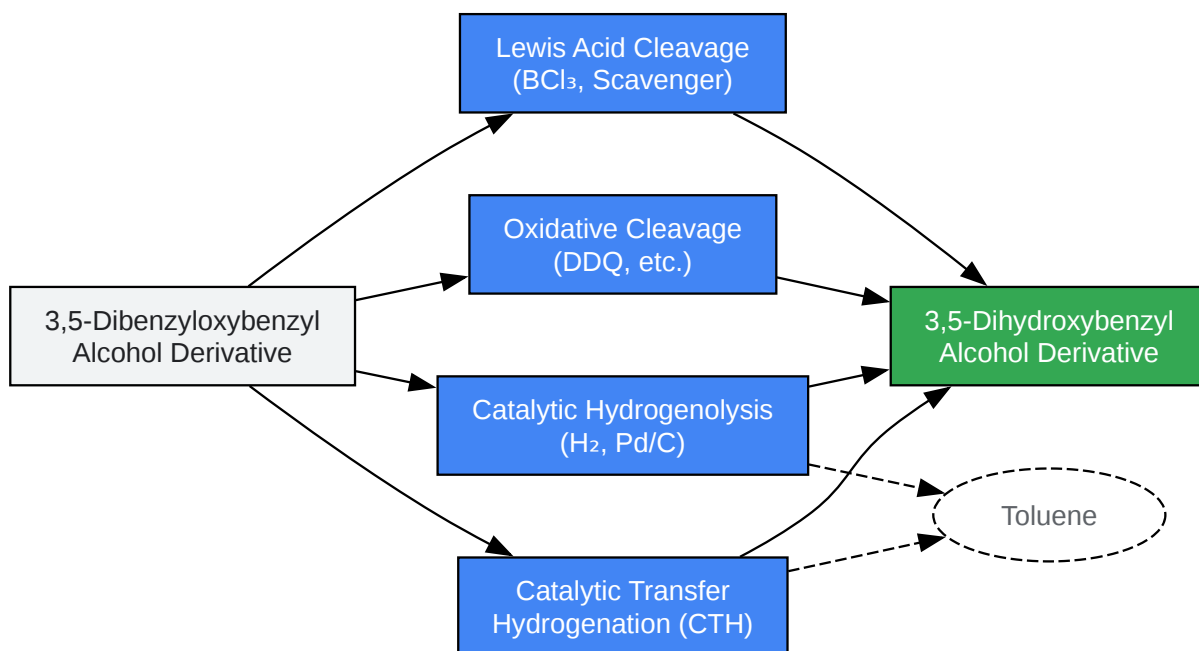 Lewis Acid Cleavage
(BCl₃, Scavenger)
Oxidative Cleavage
(DDQ, etc.)
3,5-Dibenzyloxybenzyl
Alcohol Derivative
3,5-Dihydroxybenzyl
Alcohol Derivative
Catalytic Hydrogenolysis
(H₂, Pd/C)
Toluene
Catalytic Transfer
Hydrogenation (CTH)